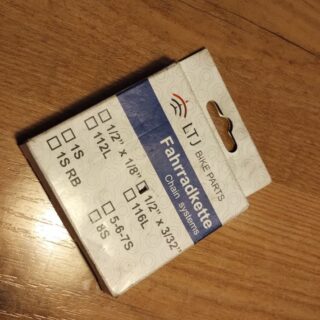 LTJ BIKE PARTS
Fahrradkette
Chain systems
1/2" x 1/8" 1/2" x 3/32"
112L 116L
1S 5-6-7S
1S RB 8S